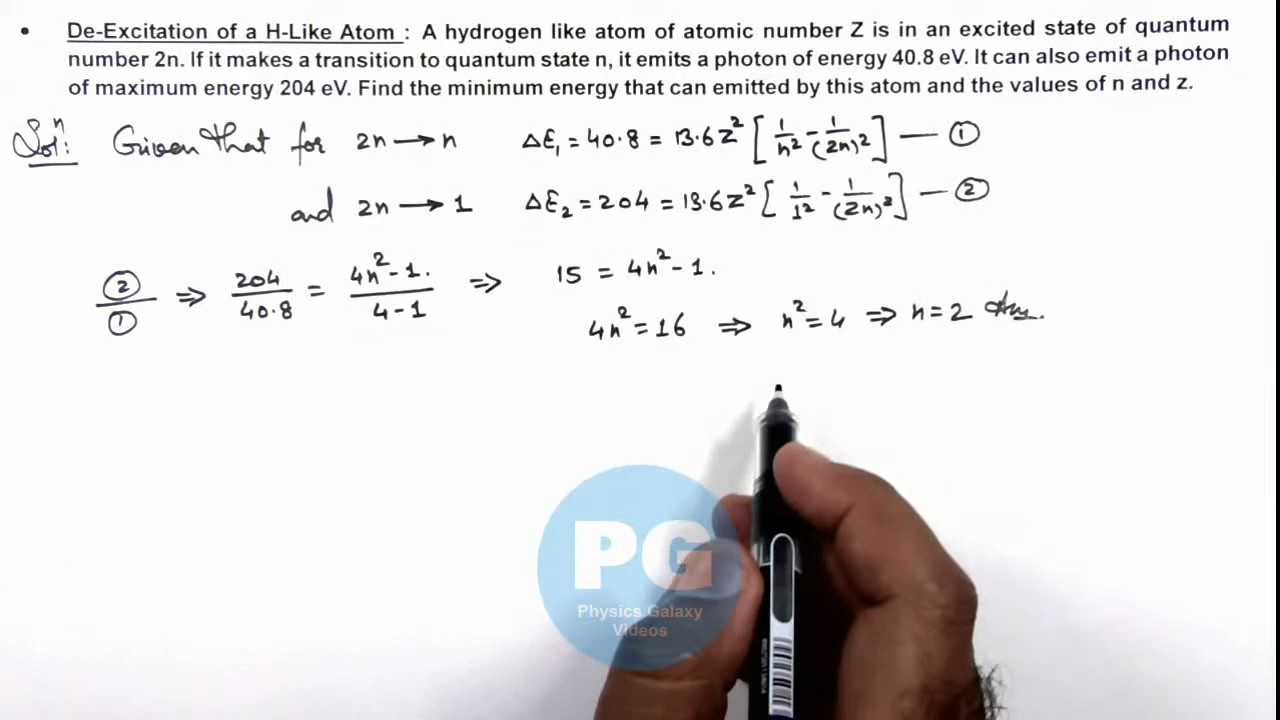 • De-Excitation of a H-Like Atom : A hydrogen like atom of atomic number Z is in an excited state of quantum
number 2n. If it makes a transition to quantum state n, it emits a photon of energy 40.8 eV. It can also emit a photon
of maximum energy 204 eV. Find the minimum energy that can emitted by this atom and the values of n and z.
Solⁿ: Given that for 2n → n ΔE₁ = 40.8 = 13.6z² [1/n² - 1/(2n)²] — ①
and 2n → 1 ΔE₂ = 204 = 13.6z² [1/1² - 1/(2n)²] — ②
②/① ⇒ 204/40.8 = 4n² - 1./4 - 1 ⇒ 15 = 4n² - 1.
4n² = 16 ⇒ n² = 4 ⇒ n = 2 Ans.
PG
Physics Galaxy
Videos